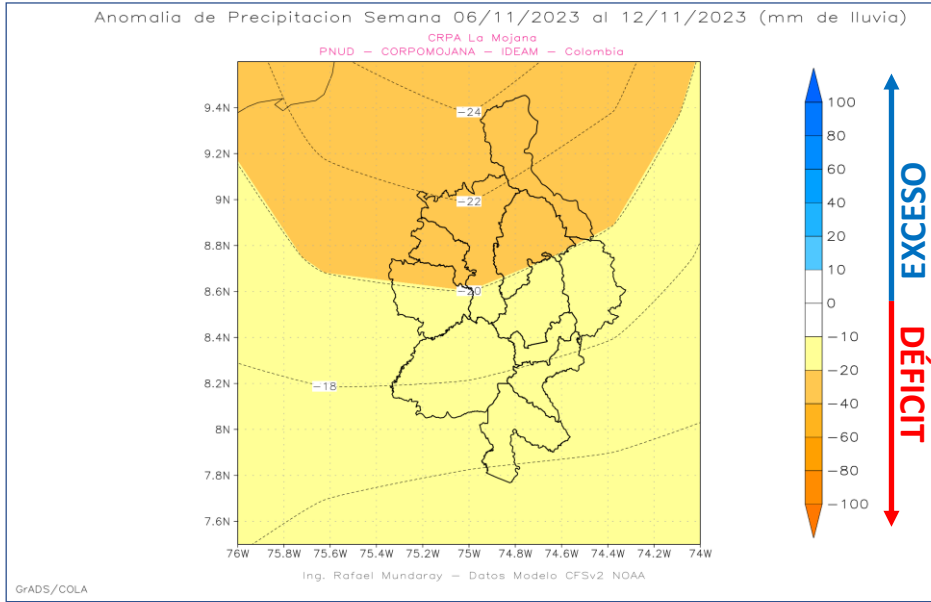 Anomalia de Precipitacion Semana 06/11/2023 al 12/11/2023 (mm de lluvia)
CRPA La Mojana
PNUD – CORPOMOJANA – IDEAM – Colombia
9.4N
9.2N
9N
8.8N
8.6N
8.4N
8.2N
8N
7.8N
7.6N
−24
−22
−20
−18
76W 75.8W 75.6W 75.4W 75.2W 75W 74.8W 74.6W 74.4W 74.2W 74W
100
80
60
40
20
10
0
−10
−20
−40
−60
−80
−100
EXCESO
DÉFICIT
Ing. Rafael Mundaray – Datos Modelo CFSv2 NOAA
GrADS/COLA